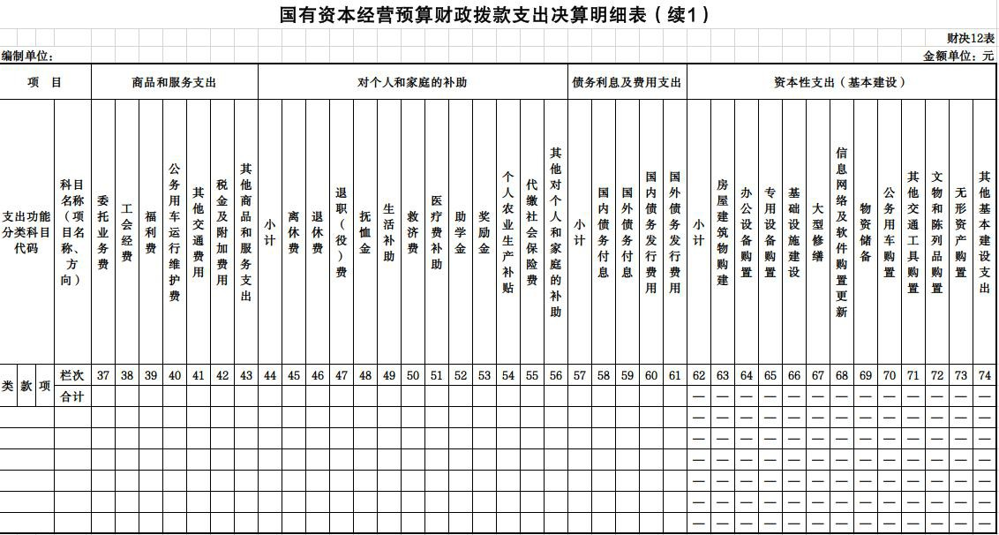 国有资本经营预算财政拨款支出决算明细表（续1）
财决12表
编制单位：
金额单位：元
项 目
商品和服务支出
对个人和家庭的补助
债务利息及费用支出
资本性支出（基本建设）
支出功能分类科目代码
科目名称（项目名称、方向）
委托业务费
工会经费
福利费
公务用车运行维护费
其他交通费用
税金及附加费用
其他商品和服务支出
小计
离休费
退休费
退职（役）费
抚恤金
生活补助
救济费
医疗费补助
助学金
奖励金
个人农业生产补贴
代缴社会保险费
其他对个人和家庭的补助
小计
国内债务付息
国外债务付息
国内债务发行费用
国外债务发行费用
小计
房屋建筑物购建
办公设备购置
专用设备购置
基础设施建设
大型修缮
信息网络及软件购置更新
物资储备
公务用车购置
其他交通工具购置
文物和陈列品购置
无形资产购置
其他基本建设支出
类 款 项
栏次 37 38 39 40 41 42 43 44 45 46 47 48 49 50 51 52 53 54 55 56 57 58 59 60 61 62 63 64 65 66 67 68 69 70 71 72 73 74
合计 — — — — — — — — — — — — —
— — — — — — — — — — — — —
— — — — — — — — — — — — —
— — — — — — — — — — — — —
— — — — — — — — — — — — —
— — — — — — — — — — — — —
— — — — — — — — — — — — —